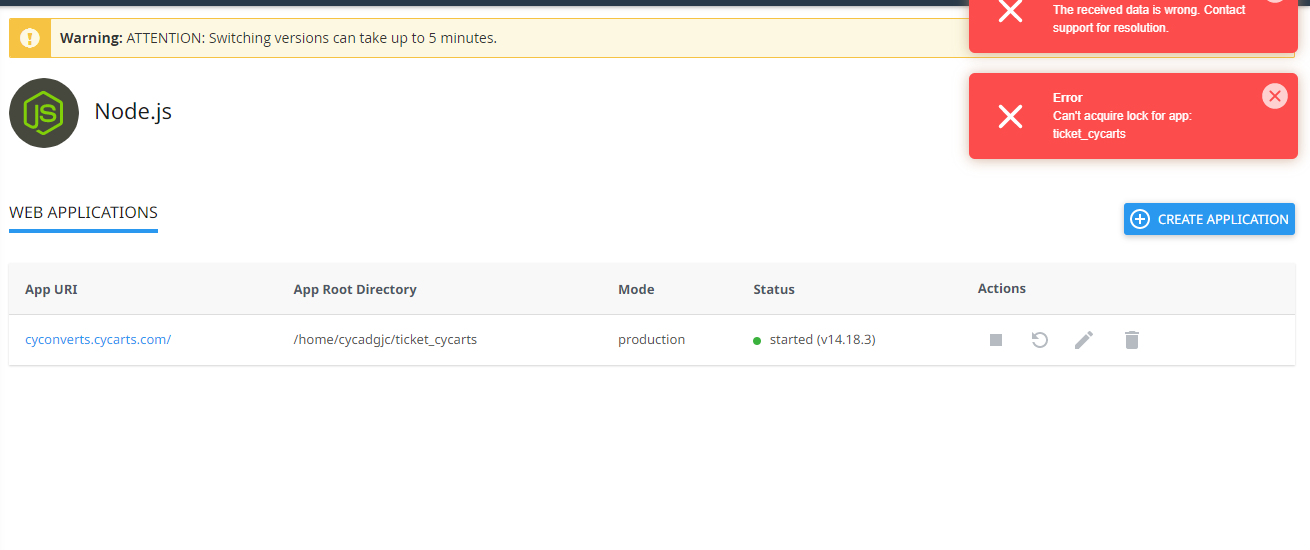 The received data is wrong. Contact
support for resolution.
Warning: ATTENTION: Switching versions can take up to 5 minutes.
Error
Can't acquire lock for app:
ticket_cycarts
JS
Node.js
WEB APPLICATIONS
CREATE APPLICATION
App URI App Root Directory Mode Status Actions
cyconverts.cycarts.com/ /home/cycadgjc/ticket_cycarts production started (v14.18.3)